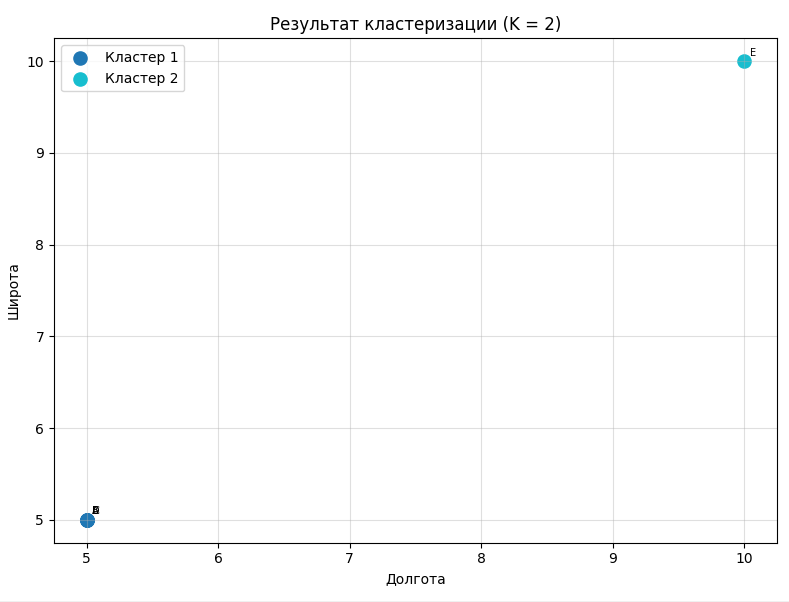 Результат кластеризации (K = 2)
Кластер 1
Кластер 2
E
10
9
8
7
6
5
Широта
5 6 7 8 9 10
Долгота